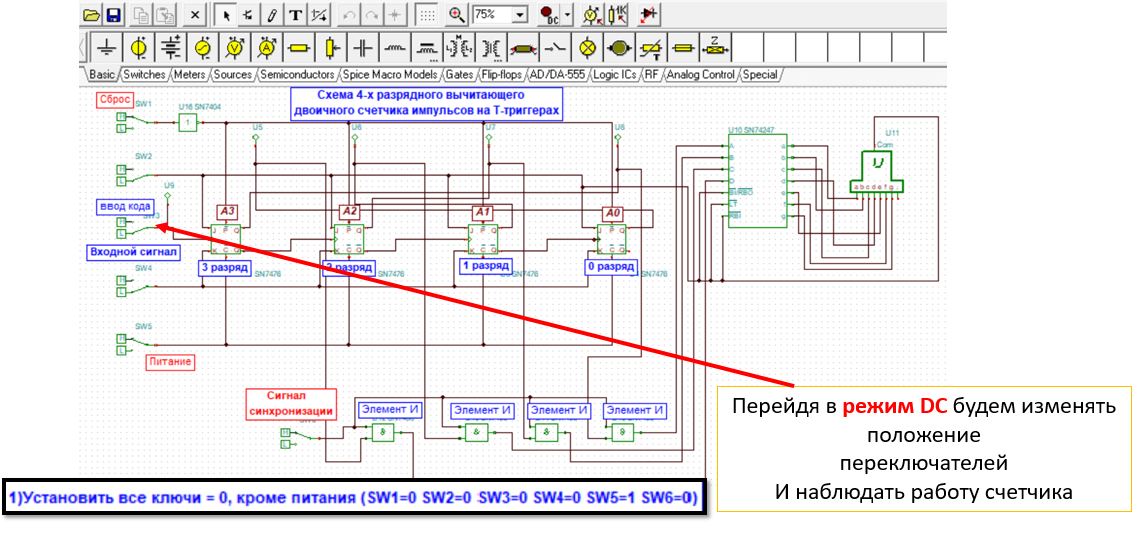 75%
DC
1K
Basic Switches Meters Sources Semiconductors Spice Macro Models Gates Flip-flops AD/DA-555 Logic ICs RF Analog Control Special
Схема 4-х разрядного вычитающего
двоичного счетчика импульсов на Т-триггерах
Сброс
SW1
H
L
U16 SN7404
1
U5
U6
U7
U8
U10 SN74247
U11
Com
abcdefg
SW2
H
L
U9
ввод кода
SW3
H
L
Входной сигнал
A3
A2
A1
A0
3 разряд
2 разряд
1 разряд
0 разряд
SN7476
SN7476
SN7476
SN7476
SW4
H
L
SW5
H
L
Питание
Сигнал
синхронизации
H
L
Элемент И
Элемент И
Элемент И
Элемент И
&
&
&
&
Перейдя в режим DC будем изменять
положение
переключателей
И наблюдать работу счетчика
1)Установить все ключи = 0, кроме питания (SW1=0 SW2=0 SW3=0 SW4=0 SW5=1 SW6=0)